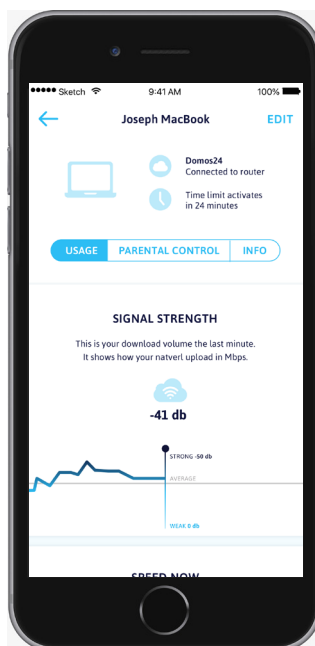 Sketch
9:41 AM
100%
Joseph MacBook
EDIT
Domos24
Connected to router
Time limit activates
in 24 minutes
USAGE
PARENTAL CONTROL
INFO
SIGNAL STRENGTH
This is your download volume the last minute.
It shows how your natverl upload in Mbps.
-41 db
STRONG -50 db
AVERAGE
WEAK 0 db
SPEED NOW